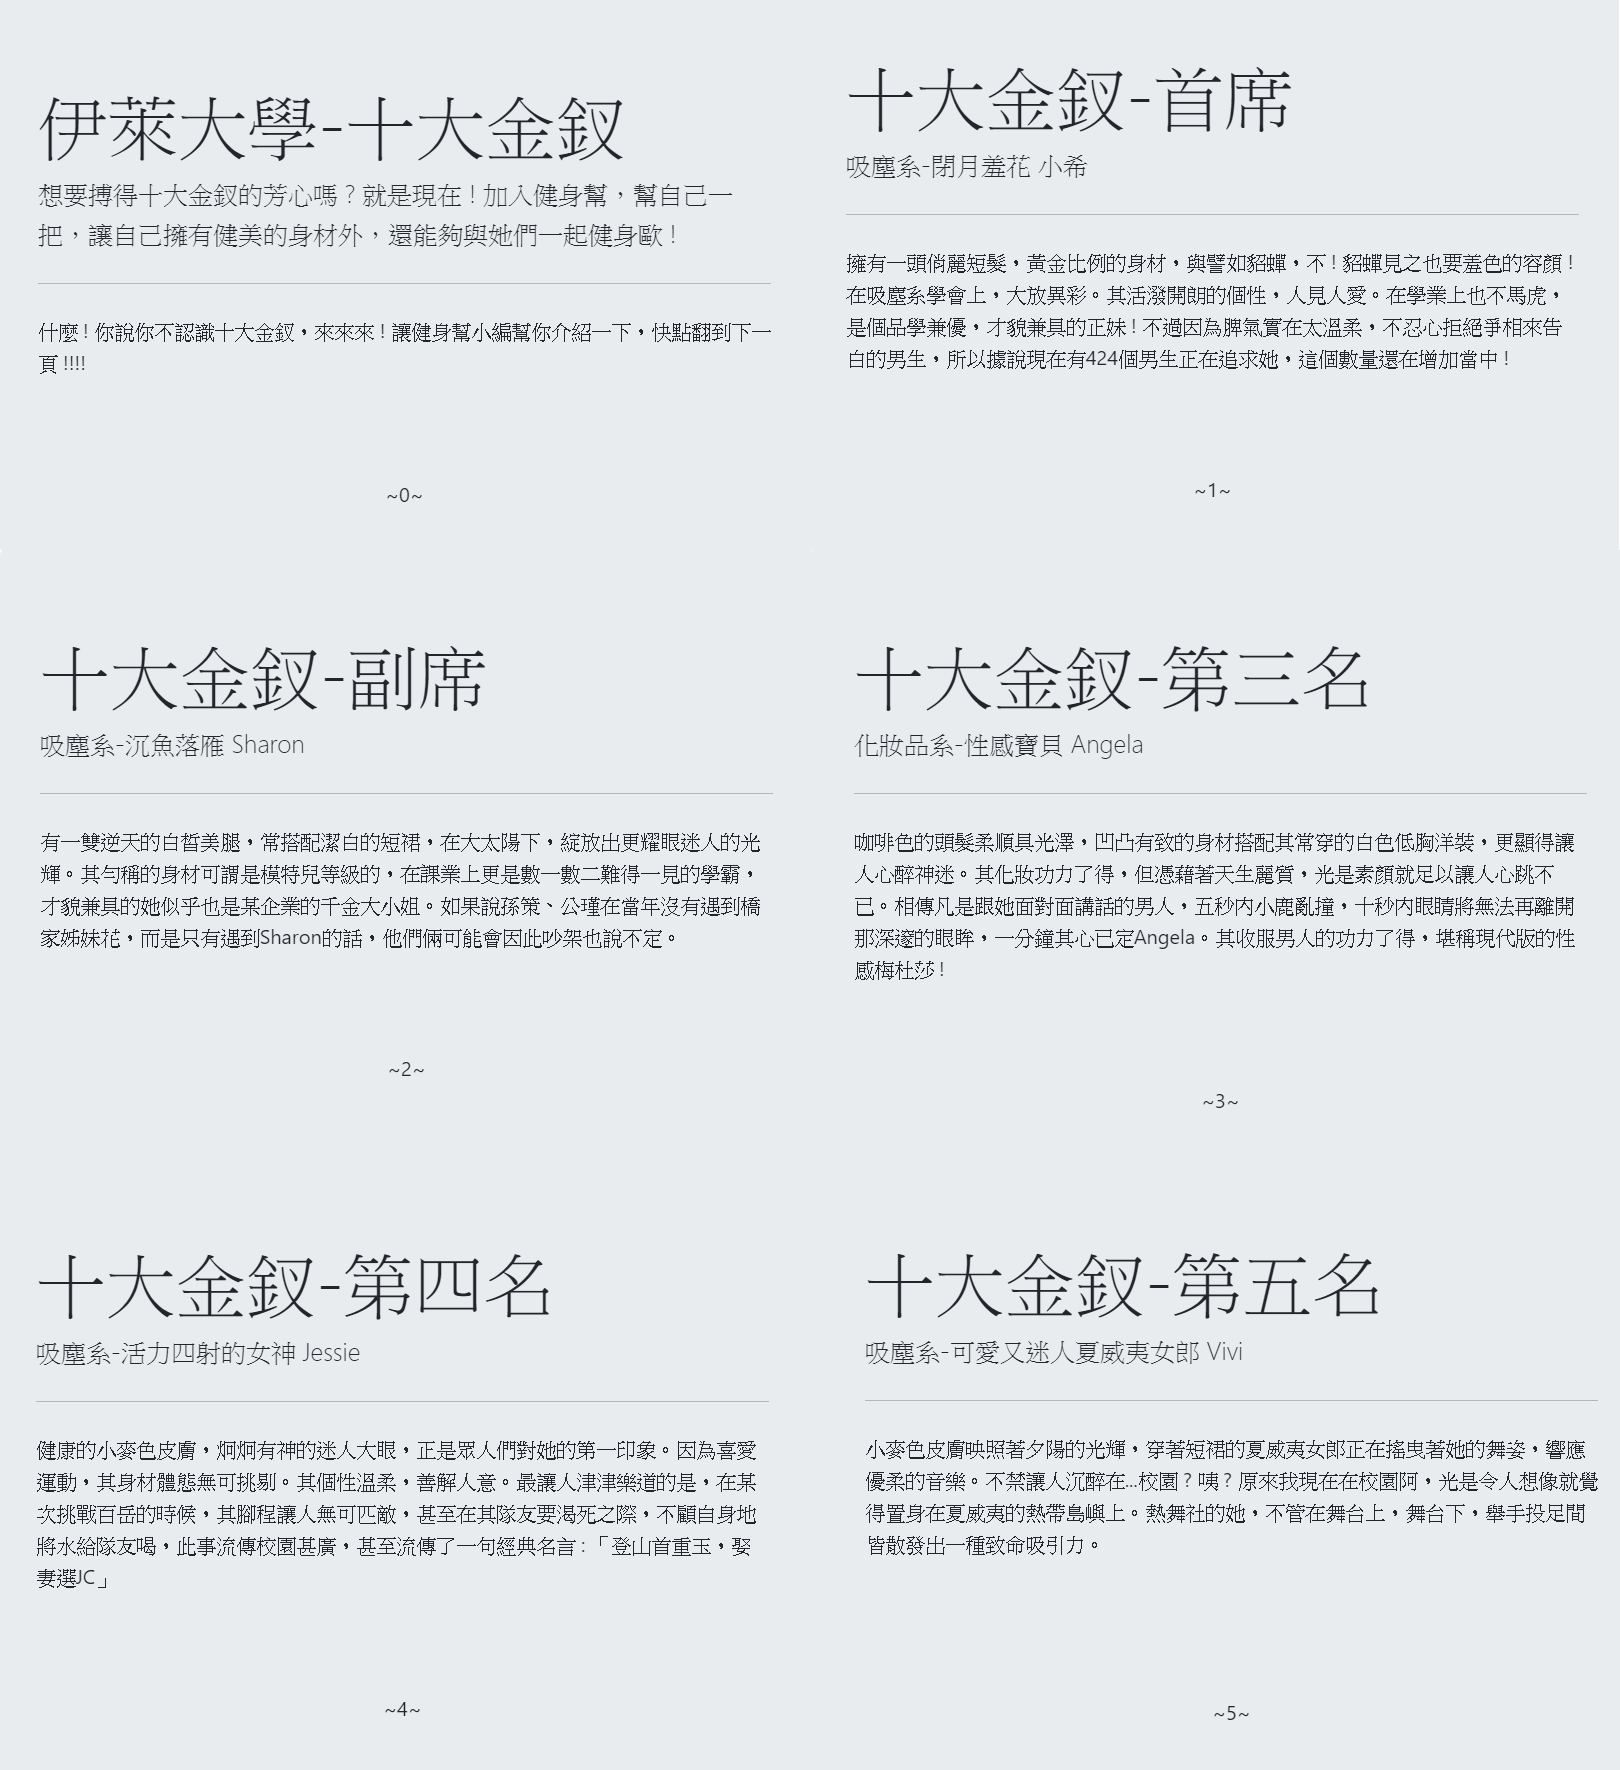 伊萊大學-十大金釵
想要搏得十大金釵的芳心嗎？就是現在！加入健身幫，幫自己一
把，讓自己擁有健美的身材外，還能夠與她們一起健身歐！
什麼！你說你不認識十大金釵，來來來！讓健身幫小編幫你介紹一下，快點翻到下一
頁 !!!!
~0~
十大金釵-首席
吸塵系-閉月羞花 小希
擁有一頭俏麗短髮，黃金比例的身材，與譬如貂蟬，不！貂蟬見之也要羞色的容顏！
在吸塵系學會上，大放異彩。其活潑開朗的個性，人見人愛。在學業上也不馬虎，
是個品學兼優，才貌兼具的正妹！不過因為脾氣實在太溫柔，不忍心拒絕爭相來告
白的男生，所以據說現在有424個男生正在追求她，這個數量還在增加當中！
~1~
十大金釵-副席
吸塵系-沉魚落雁 Sharon
有一雙逆天的白皙美腿，常搭配潔白的短裙，在大太陽下，綻放出更耀眼迷人的光
輝。其勻稱的身材可謂是模特兒等級的，在課業上更是數一數二難得一見的學霸，
才貌兼具的她似乎也是某企業的千金大小姐。如果說孫策、公瑾在當年沒有遇到橋
家姊妹花，而是只有遇到Sharon的話，他們倆可能會因此吵架也說不定。
~2~
十大金釵-第三名
化妝品系-性感寶貝 Angela
咖啡色的頭髮柔順具光澤，凹凸有致的身材搭配其常穿的白色低胸洋裝，更顯得讓
人心醉神迷。其化妝功力了得，但憑藉著天生麗質，光是素顏就足以讓人心跳不
已。相傳凡是跟她面對面講話的男人，五秒內小鹿亂撞，十秒內眼睛將無法再離開
那深邃的眼眸，一分鐘其心已定Angela。其收服男人的功力了得，堪稱現代版的性
感梅杜莎！
~3~
十大金釵-第四名
吸塵系-活力四射的女神 Jessie
健康的小麥色皮膚，炯炯有神的迷人大眼，正是眾人們對她的第一印象。因為喜愛
運動，其身材體態無可挑剔。其個性溫柔，善解人意。最讓人津津樂道的是，在某
次挑戰百岳的時候，其腳程讓人無可匹敵，甚至在其隊友要渴死之際，不顧自身地
將水給隊友喝，此事流傳校園甚廣，甚至流傳了一句經典名言：「登山首重玉，娶
妻選JC」
~4~
十大金釵-第五名
吸塵系-可愛又迷人夏威夷女郎 Vivi
小麥色皮膚映照著夕陽的光輝，穿著短裙的夏威夷女郎正在搖曳著她的舞姿，響應
優柔的音樂。不禁讓人沉醉在...校園？咦？原來我現在在校園阿，光是令人想像就覺
得置身在夏威夷的熱帶島嶼上。熱舞社的她，不管在舞台上，舞台下，舉手投足間
皆散發出一種致命吸引力。
~5~